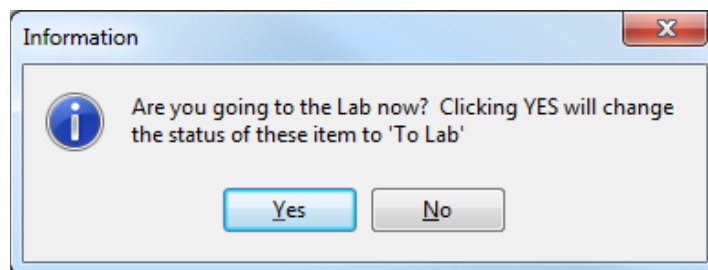 Information
Are you going to the Lab now?  Clicking YES will change
the status of these item to 'To Lab'
Yes
No